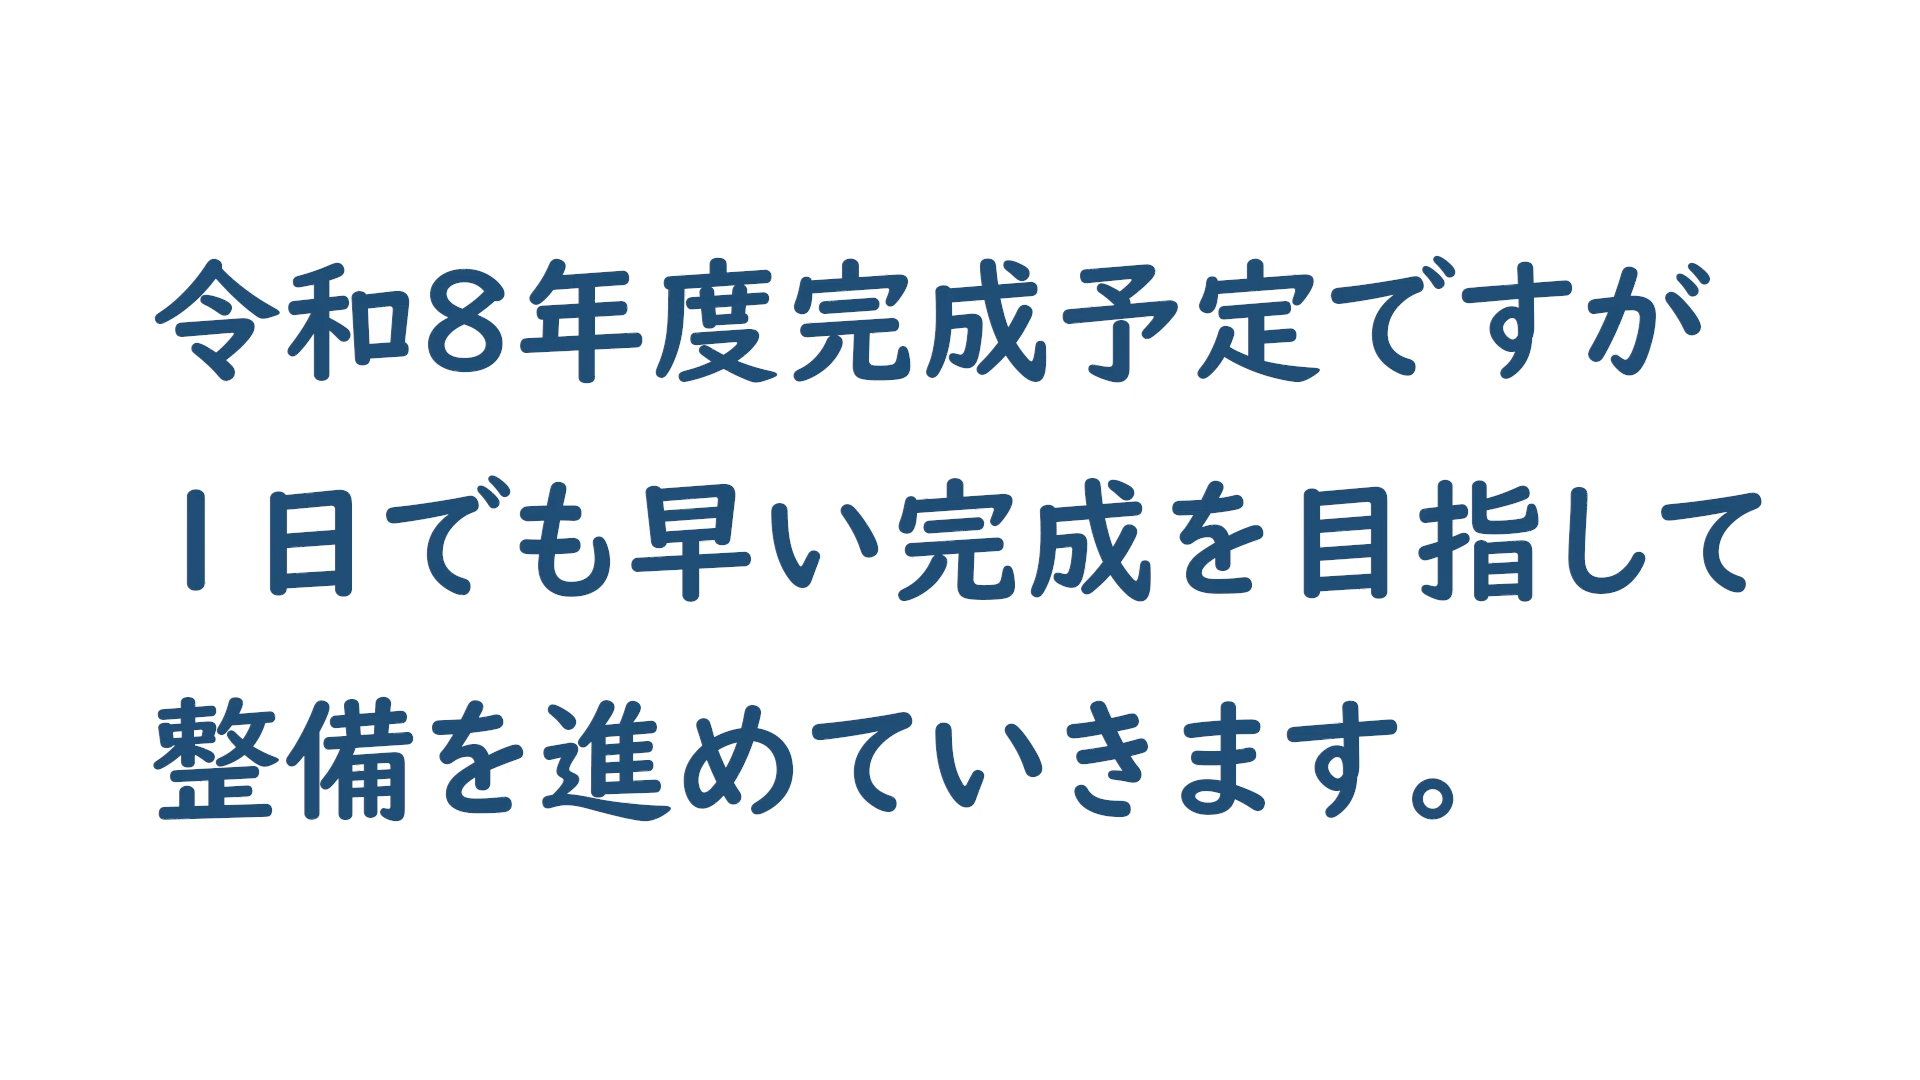 令和8年度完成予定ですが
1日でも早い完成を目指して
整備を進めていきます。